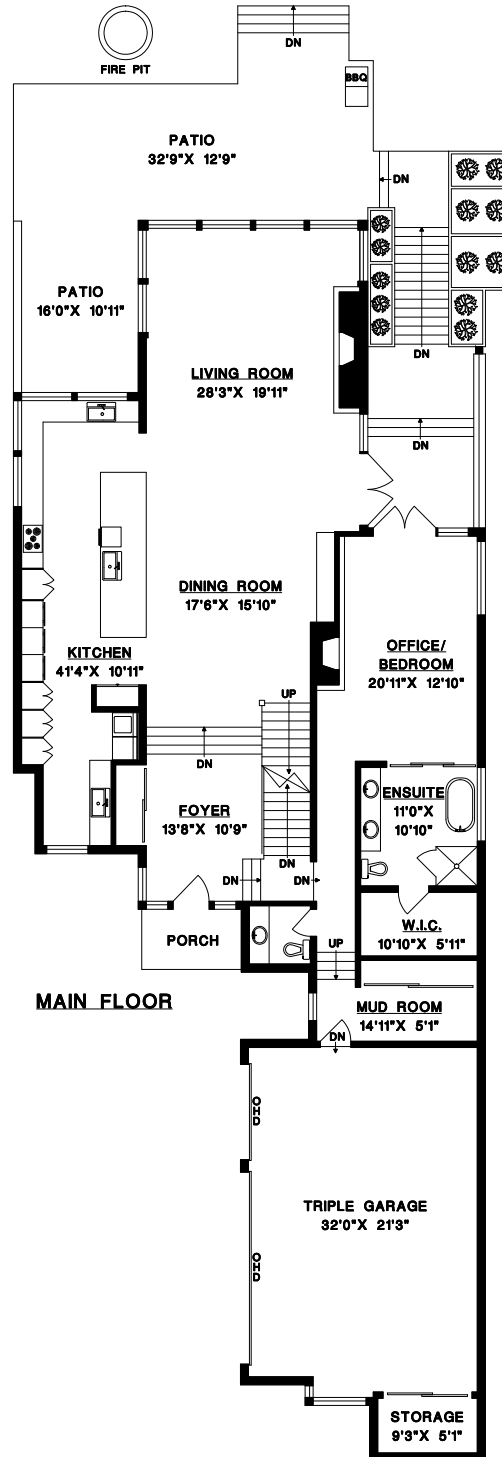 FIRE PIT
DN
BBQ
PATIO
32'9"X 12'9"
DN
PATIO
16'0"X 10'11"
DN
LIVING ROOM
28'3"X 19'11"
DN
DINING ROOM
17'6"X 15'10"
KITCHEN
41'4"X 10'11"
OFFICE/
BEDROOM
20'11"X 12'10"
UP
DN
FOYER
13'8"X 10'9"
ENSUITE
11'0"X
10'10"
DN
DN
DN
W.I.C.
10'10"X 5'11"
PORCH
UP
MAIN FLOOR
MUD ROOM
14'11"X 5'1"
DN
OHD
TRIPLE GARAGE
32'0"X 21'3"
OHD
STORAGE
9'3"X 5'1"